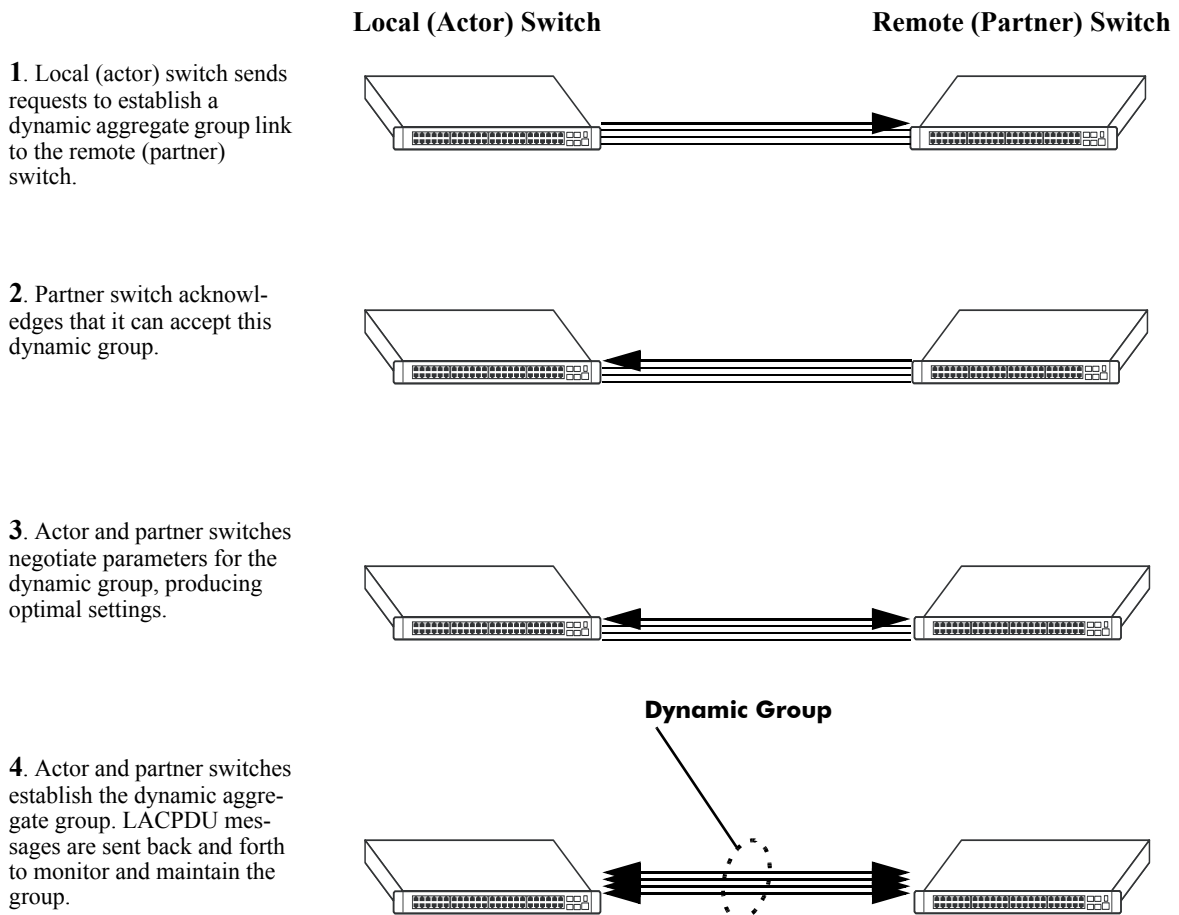 Local (Actor) Switch
Remote (Partner) Switch
1. Local (actor) switch sends
requests to establish a
dynamic aggregate group link
to the remote (partner)
switch.
2. Partner switch acknowl-
edges that it can accept this
dynamic group.
3. Actor and partner switches
negotiate parameters for the
dynamic group, producing
optimal settings.
Dynamic Group
4. Actor and partner switches
establish the dynamic aggre-
gate group. LACPDU mes-
sages are sent back and forth
to monitor and maintain the
group.